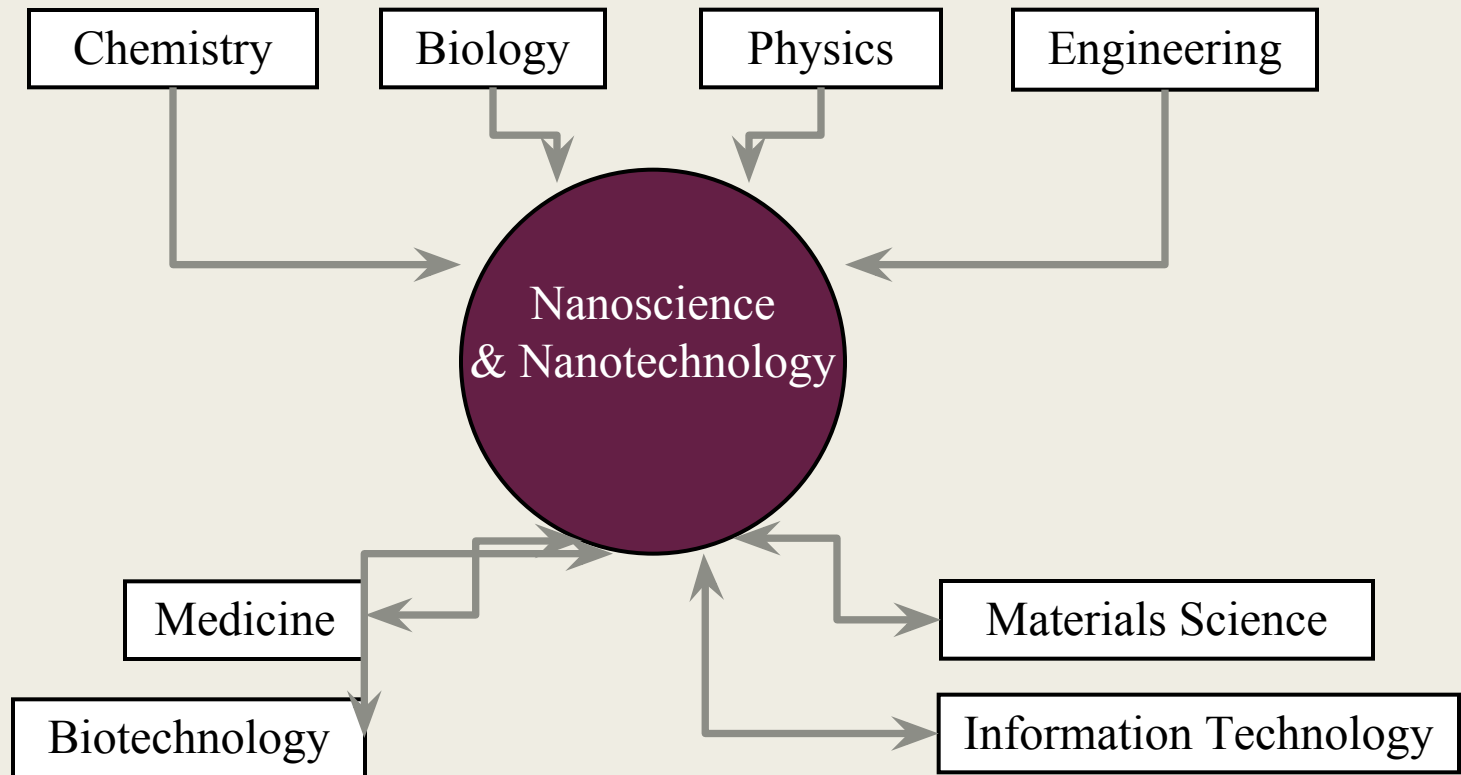 Chemistry
Biology
Physics
Engineering
Nanoscience
& Nanotechnology
Medicine
Materials Science
Biotechnology
Information Technology